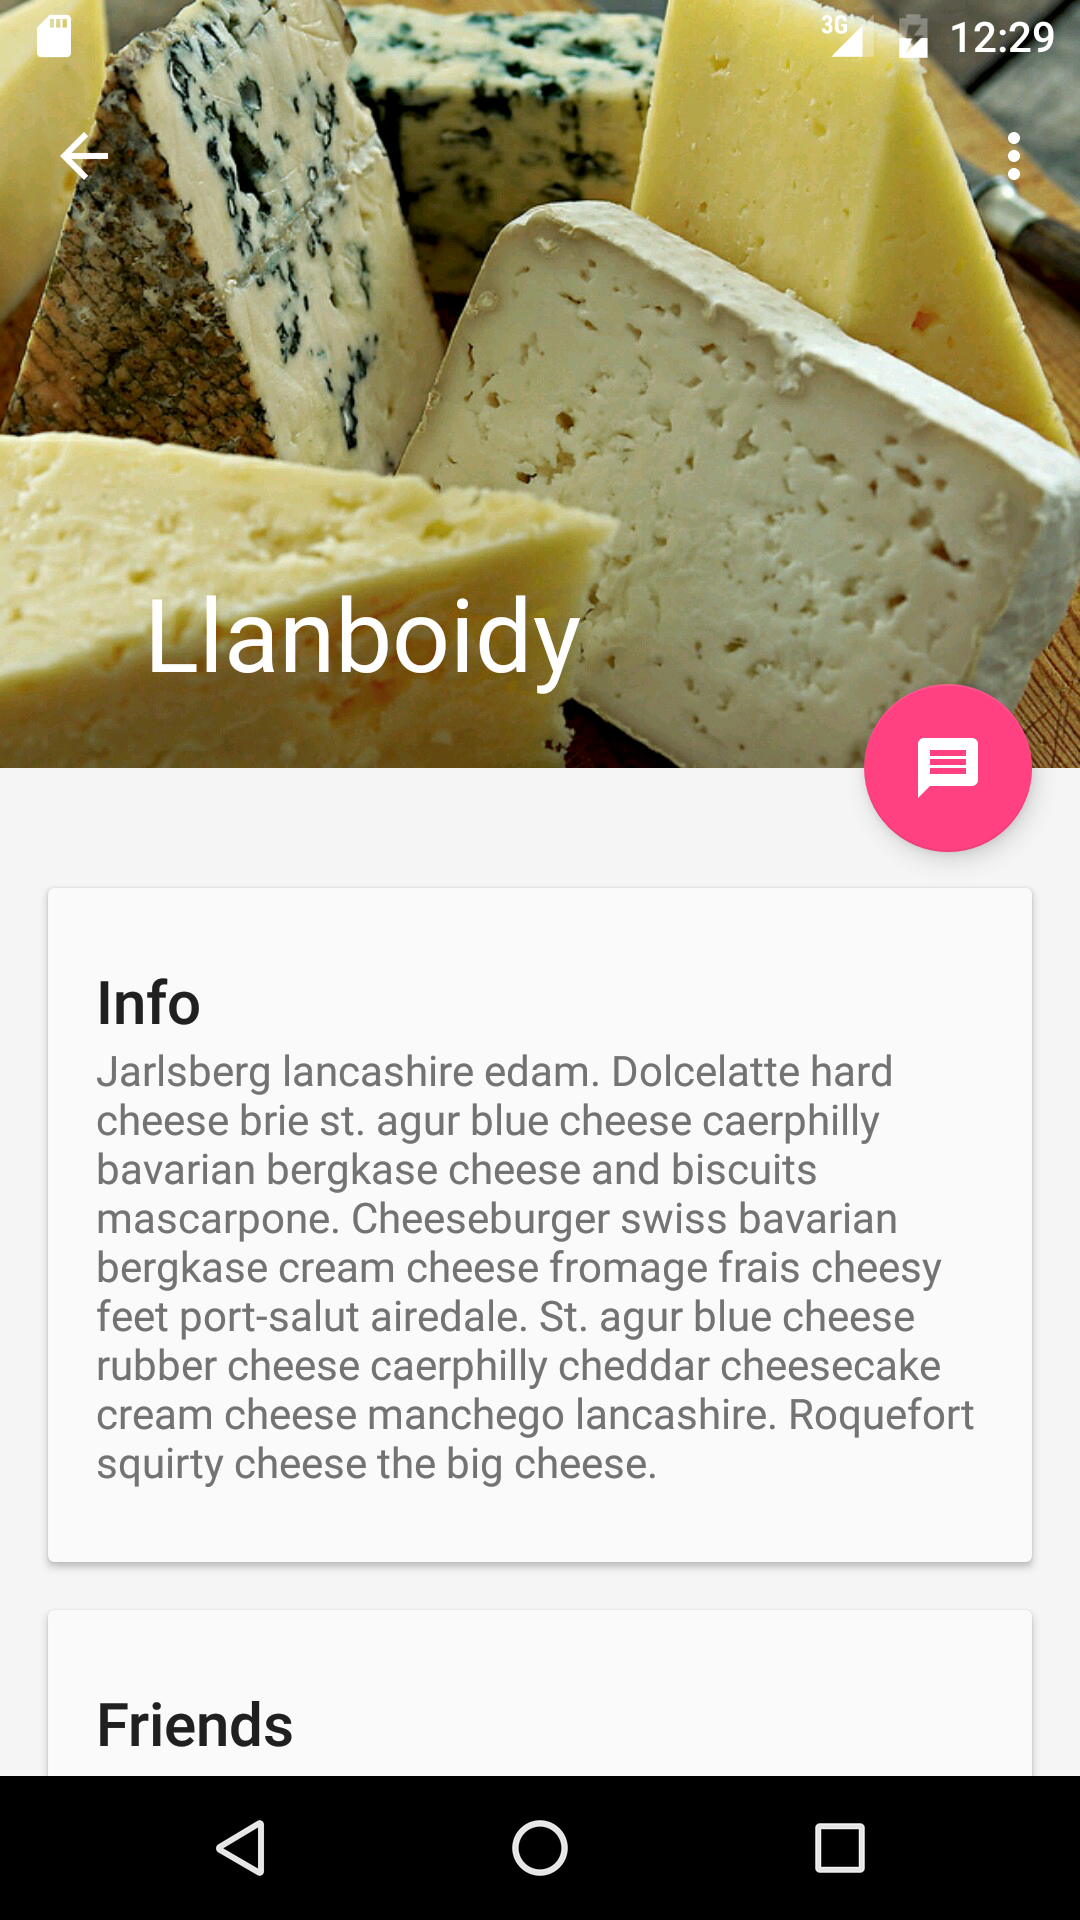 3G 12:29
Llanboidy
Info
Jarlsberg lancashire edam. Dolcelatte hard
cheese brie st. agur blue cheese caerphilly
bavarian bergkase cheese and biscuits
mascarpone. Cheeseburger swiss bavarian
bergkase cream cheese fromage frais cheesy
feet port-salut airedale. St. agur blue cheese
rubber cheese caerphilly cheddar cheesecake
cream cheese manchego lancashire. Roquefort
squirty cheese the big cheese.
Friends